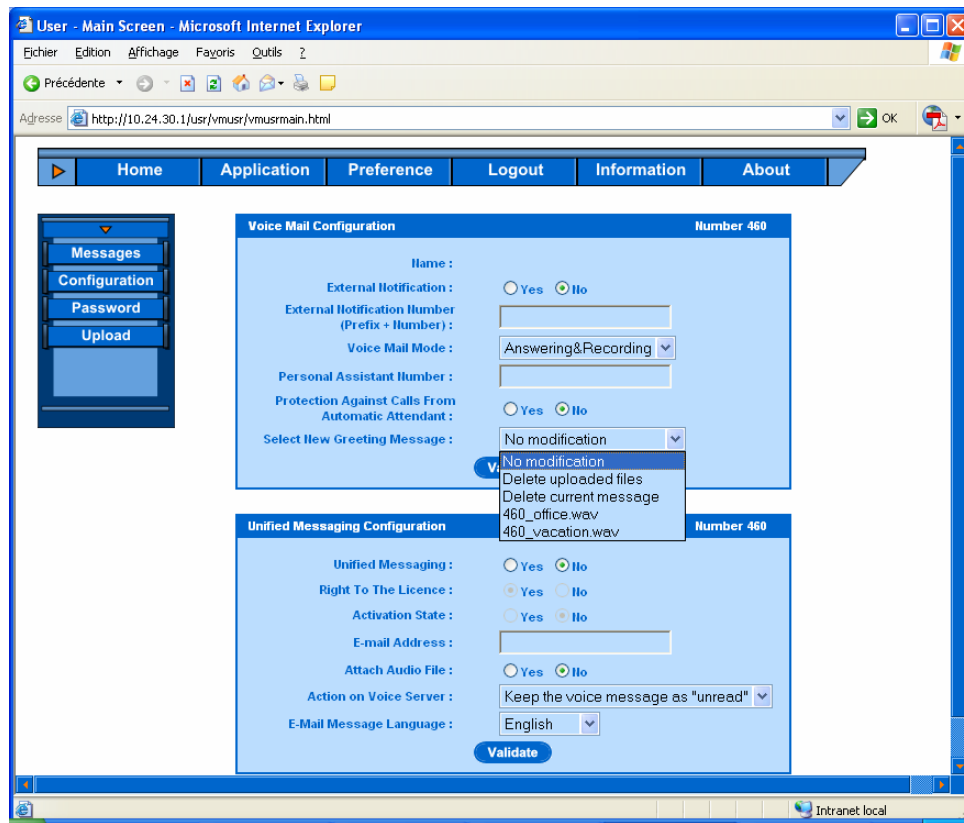 User - Main Screen - Microsoft Internet Explorer
Eichier Edition Affichage Favoris Outils ?
Précédente
Adresse http://10.24.30.1/usr/vmusr/vmusrmain.html OK
Home Application Preference Logout Information About
Messages
Configuration
Password
Upload
Voice Mail Configuration Number 460
Name :
External Notification : Yes No
External Notification Number
(Prefix + Number) :
Voice Mail Mode : Answering&Recording
Personal Assistant Number :
Protection Against Calls From
Automatic Attendant : Yes No
Select New Greeting Message : No modification
No modification
Delete uploaded files
Delete current message
460_office.wav
460_vacation.wav
Unified Messaging Configuration Number 460
Unified Messaging : Yes No
Right To The Licence : Yes No
Activation State : Yes No
E-mail Address :
Attach Audio File : Yes No
Action on Voice Server : Keep the voice message as "unread"
E-Mail Message Language : English
Validate
Intranet local